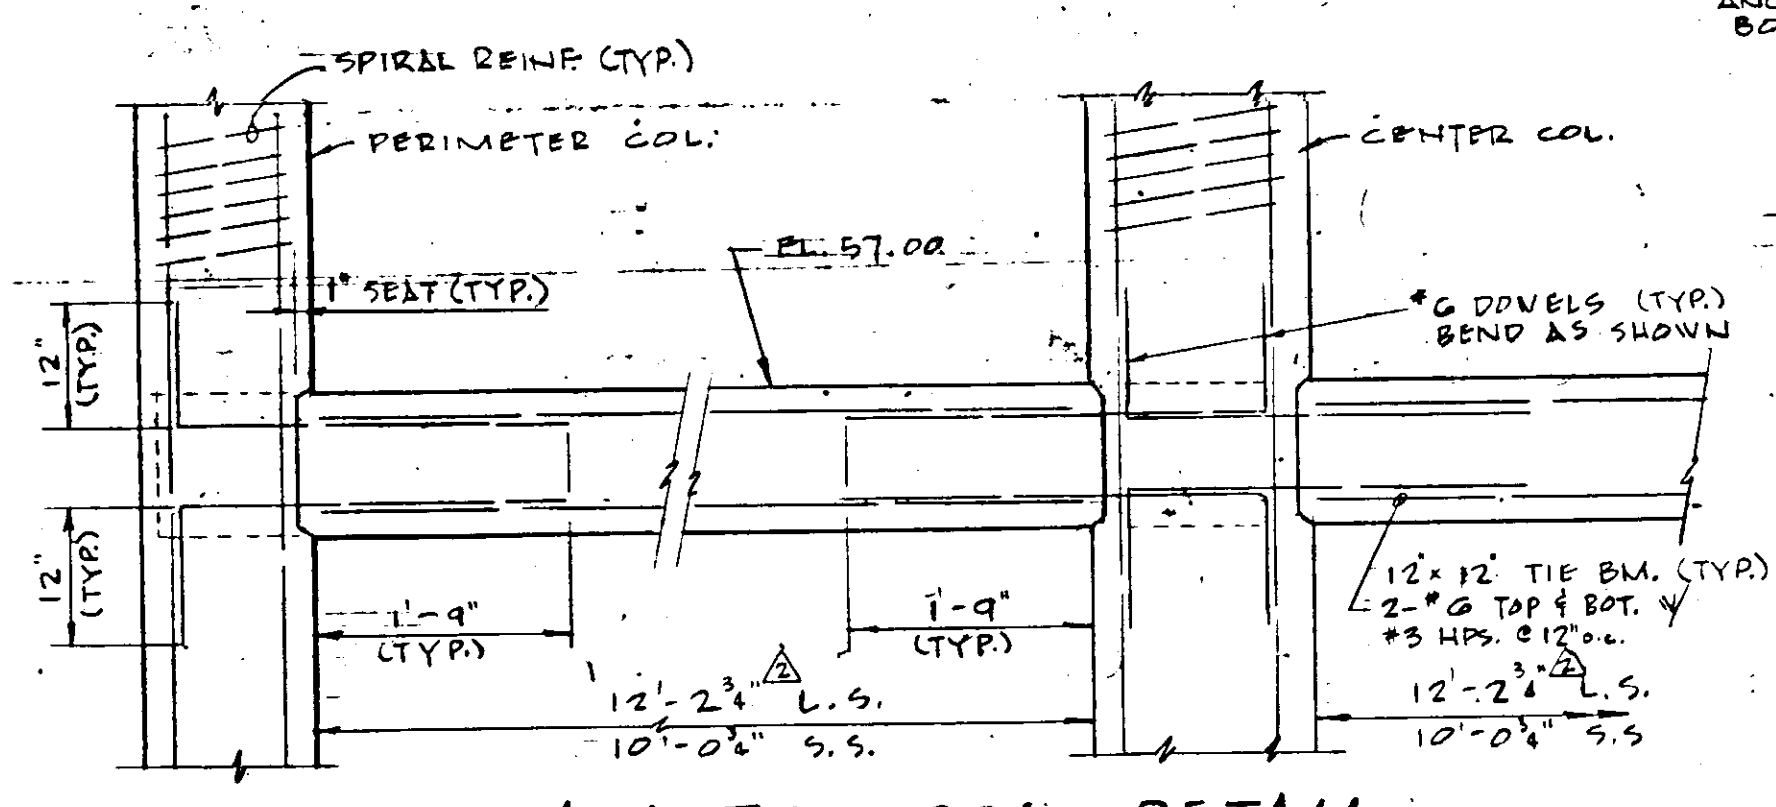 SPIRAL REINF. (TYP.)
PERIMETER COL.
CENTER COL.
EL. 57.00
1" SEAT (TYP.)
#6 DOWELS (TYP.)
BEND AS SHOWN
12"
(TYP.)
12"
(TYP.)
12" x 12" TIE BM. (TYP.)
2-#6 TOP & BOT.
#3 HPS. @ 12" o.c.
1'-9"
(TYP.)
1'-9"
(TYP.)
2
12'-2 3/4" L.S.
10'-0 3/4" S.S.
2
12'-2 3/4" L.S.
10'-0 3/4" S.S
DETAIL